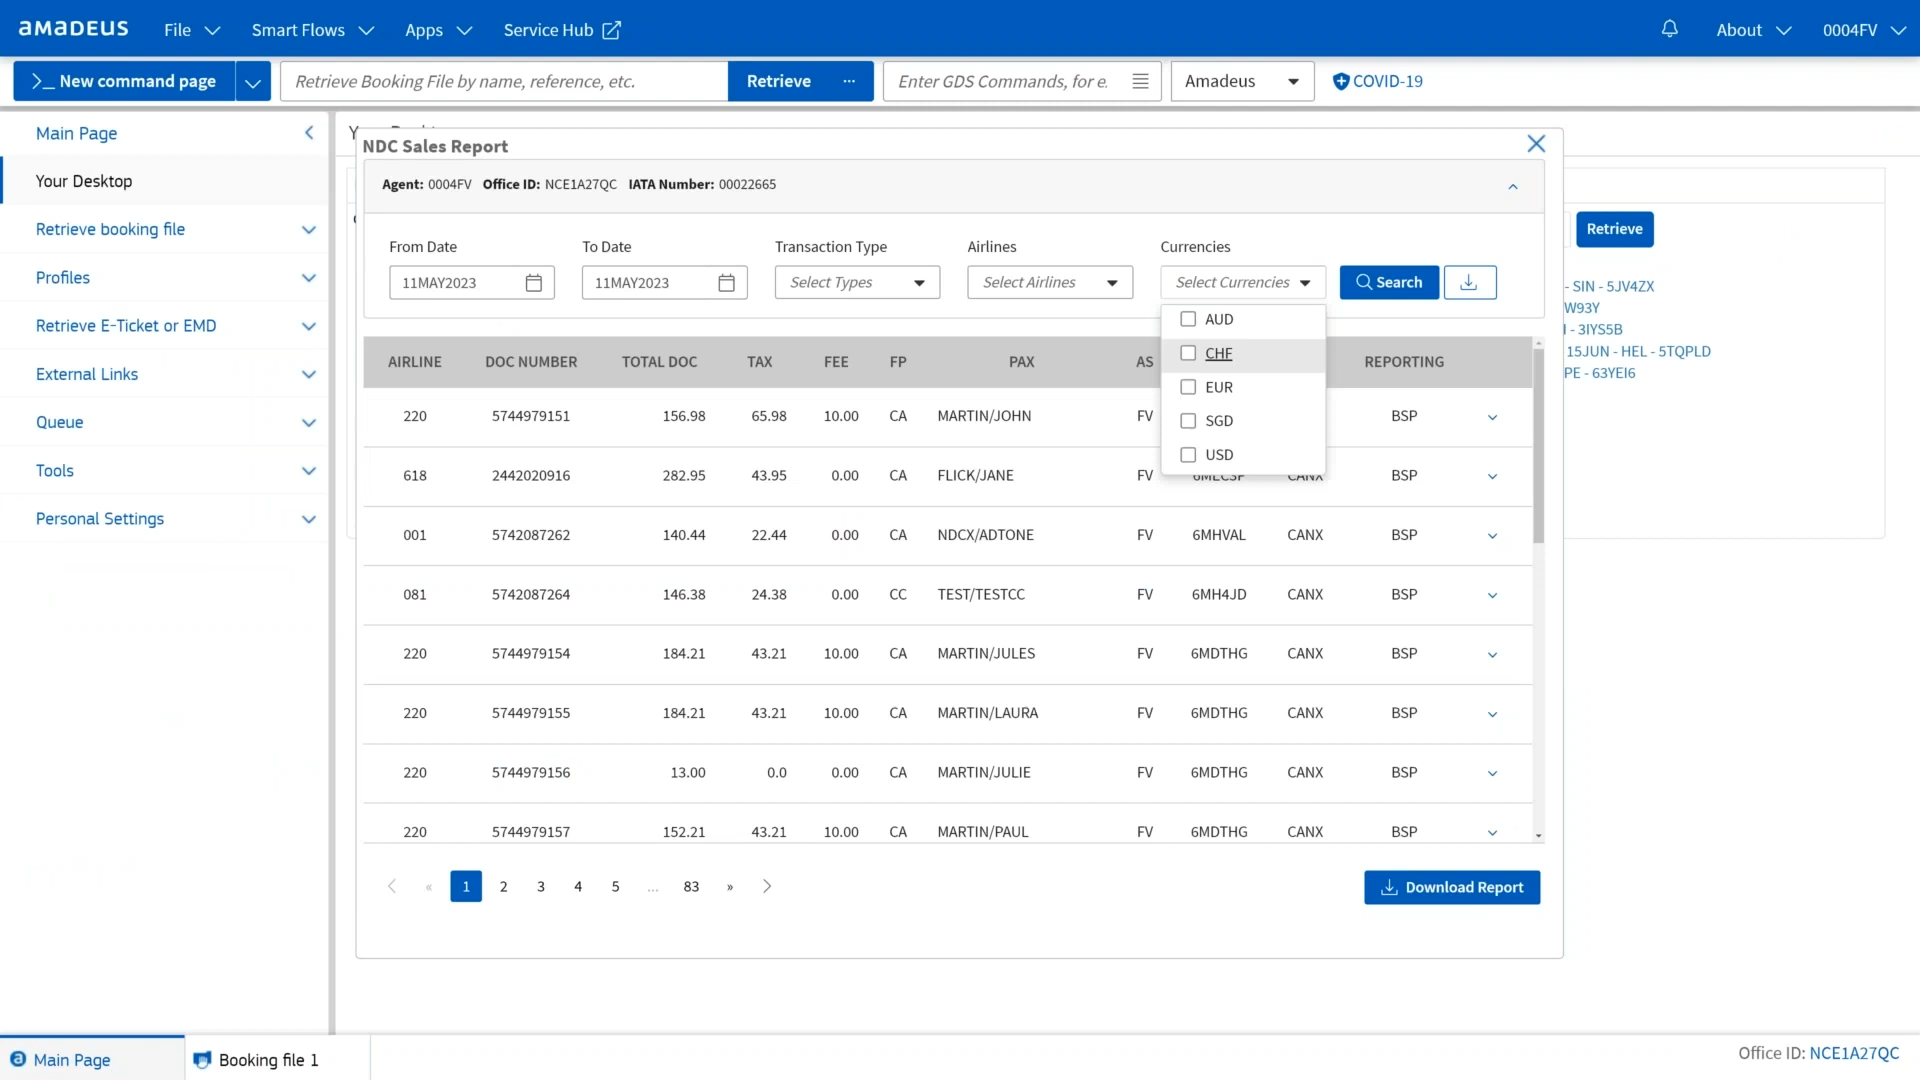 amadeus File Smart Flows Apps Service Hub About 0004FV
>_ New command page Retrieve Booking File by name, reference, etc. Retrieve ... Enter GDS Commands, for e. Amadeus COVID-19
Main Page
Your Desktop
Retrieve booking file
Profiles
Retrieve E-Ticket or EMD
External Links
Queue
Tools
Personal Settings
NDC Sales Report
Agent: 0004FV Office ID: NCE1A27QC IATA Number: 00022665
From Date To Date Transaction Type Airlines Currencies
11MAY2023 11MAY2023 Select Types Select Airlines Select Currencies Search
AUD
CHF
EUR
SGD
USD
AIRLINE DOC NUMBER TOTAL DOC TAX FEE FP PAX AS REPORTING
220 5744979151 156.98 65.98 10.00 CA MARTIN/JOHN FV BSP
618 2442020916 282.95 43.95 0.00 CA FLICK/JANE FV 6MECSP CANX BSP
001 5742087262 140.44 22.44 0.00 CA NDCX/ADTONE FV 6MHVAL CANX BSP
081 5742087264 146.38 24.38 0.00 CC TEST/TESTCC FV 6MH4JD CANX BSP
220 5744979154 184.21 43.21 10.00 CA MARTIN/JULES FV 6MDTHG CANX BSP
220 5744979155 184.21 43.21 10.00 CA MARTIN/LAURA FV 6MDTHG CANX BSP
220 5744979156 13.00 0.0 0.00 CA MARTIN/JULIE FV 6MDTHG CANX BSP
220 5744979157 152.21 43.21 10.00 CA MARTIN/PAUL FV 6MDTHG CANX BSP
< « 1 2 3 4 5 ... 83 » >
Download Report
Retrieve
- SIN - 5JV4ZX
W93Y
- 3IYS5B
15JUN - HEL - 5TQPLD
PE - 63YEI6
Main Page Booking file 1
Office ID: NCE1A27QC